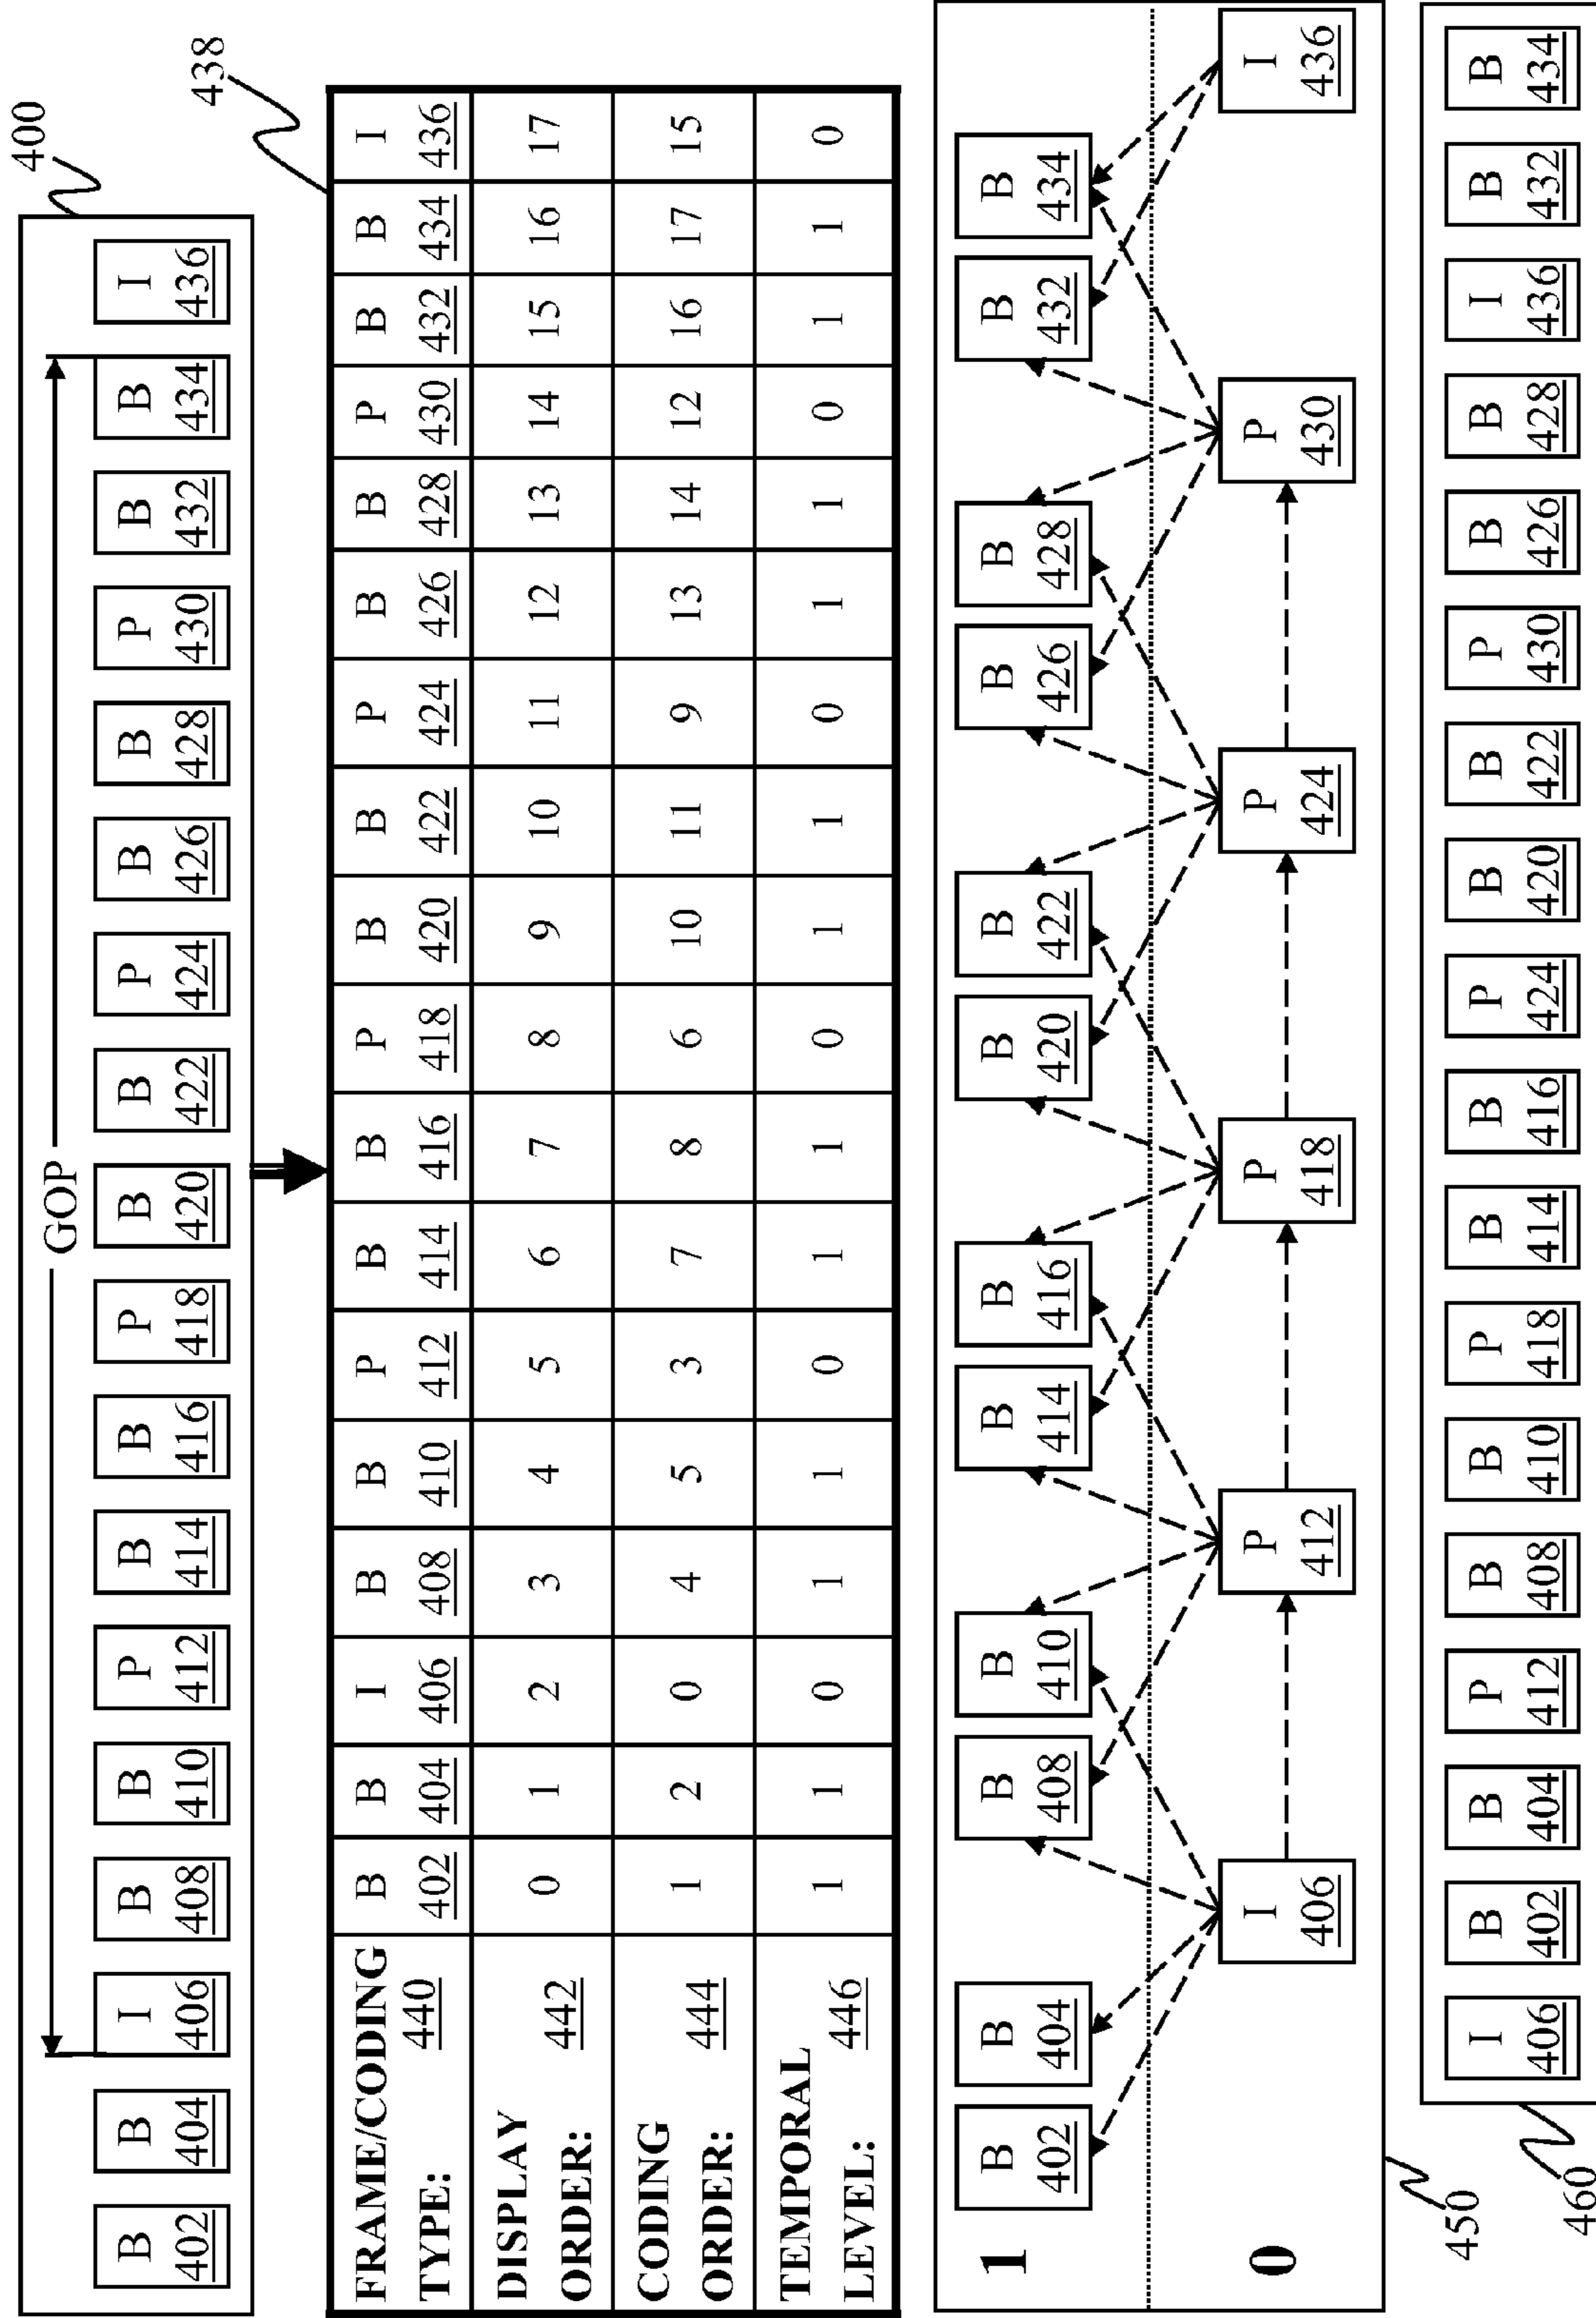 400
GOP
B B I B B P B B P B B P B B P B B I
402 404 406 408 410 412 414 416 418 420 422 424 426 428 430 432 434 436
438
FRAME/CODING B B I B B P B B P B B P B B P B B I
TYPE: 440 402 404 406 408 410 412 414 416 418 420 422 424 426 428 430 432 434 436
DISPLAY
ORDER: 442 0 1 2 3 4 5 6 7 8 9 10 11 12 13 14 15 16 17
CODING
ORDER: 444 1 2 0 4 5 3 7 8 6 10 11 9 13 14 12 16 17 15
TEMPORAL
LEVEL: 446 1 1 0 1 1 0 1 1 0 1 1 0 1 1 0 1 1 0
1 B B B B B B B B B B B B
402 404 408 410 414 416 420 422 426 428 432 434
0 I P P P P I
406 412 418 424 430 436
450
I B B P B B P B B P B B P B B I B B
406 402 404 412 408 410 418 414 416 424 420 422 430 426 428 436 432 434
460